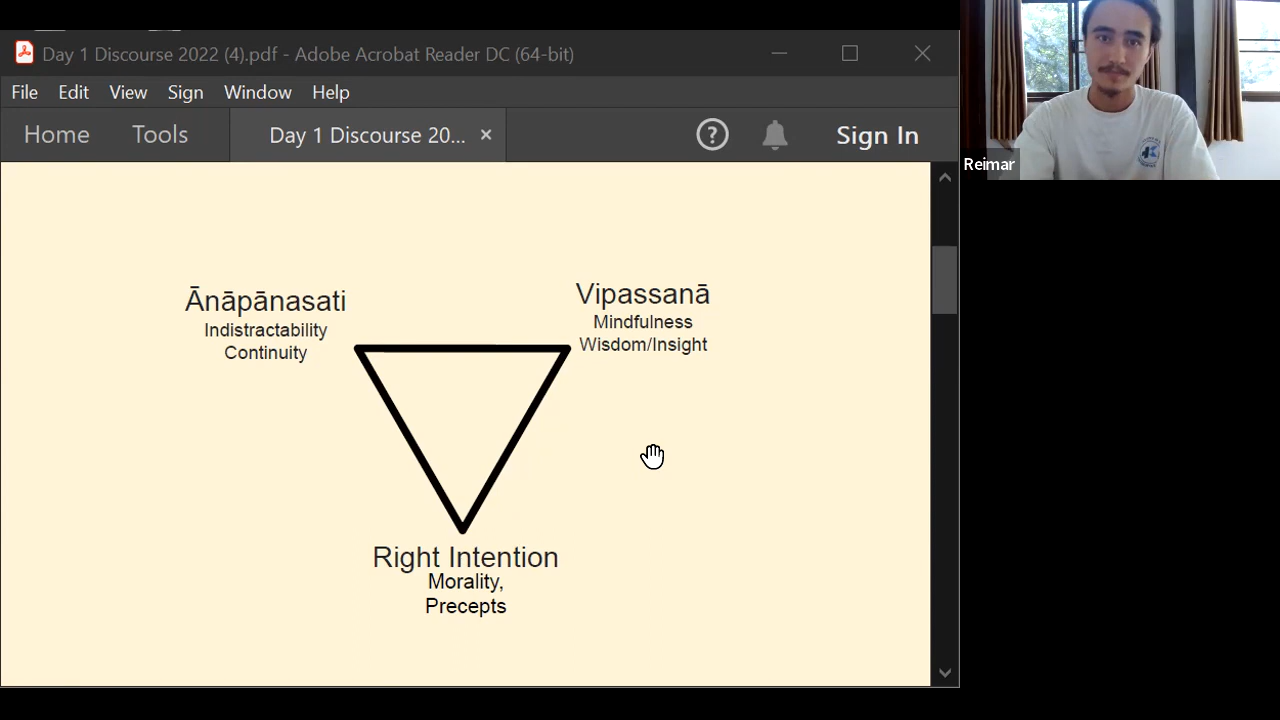 Day 1 Discourse 2022 (4).pdf - Adobe Acrobat Reader DC (64-bit)
File Edit View Sign Window Help
Home Tools Day 1 Discourse 20... Sign In
Reimar
Ānāpānasati
Indistractability
Continuity
Vipassanā
Mindfulness
Wisdom/Insight
Right Intention
Morality,
Precepts